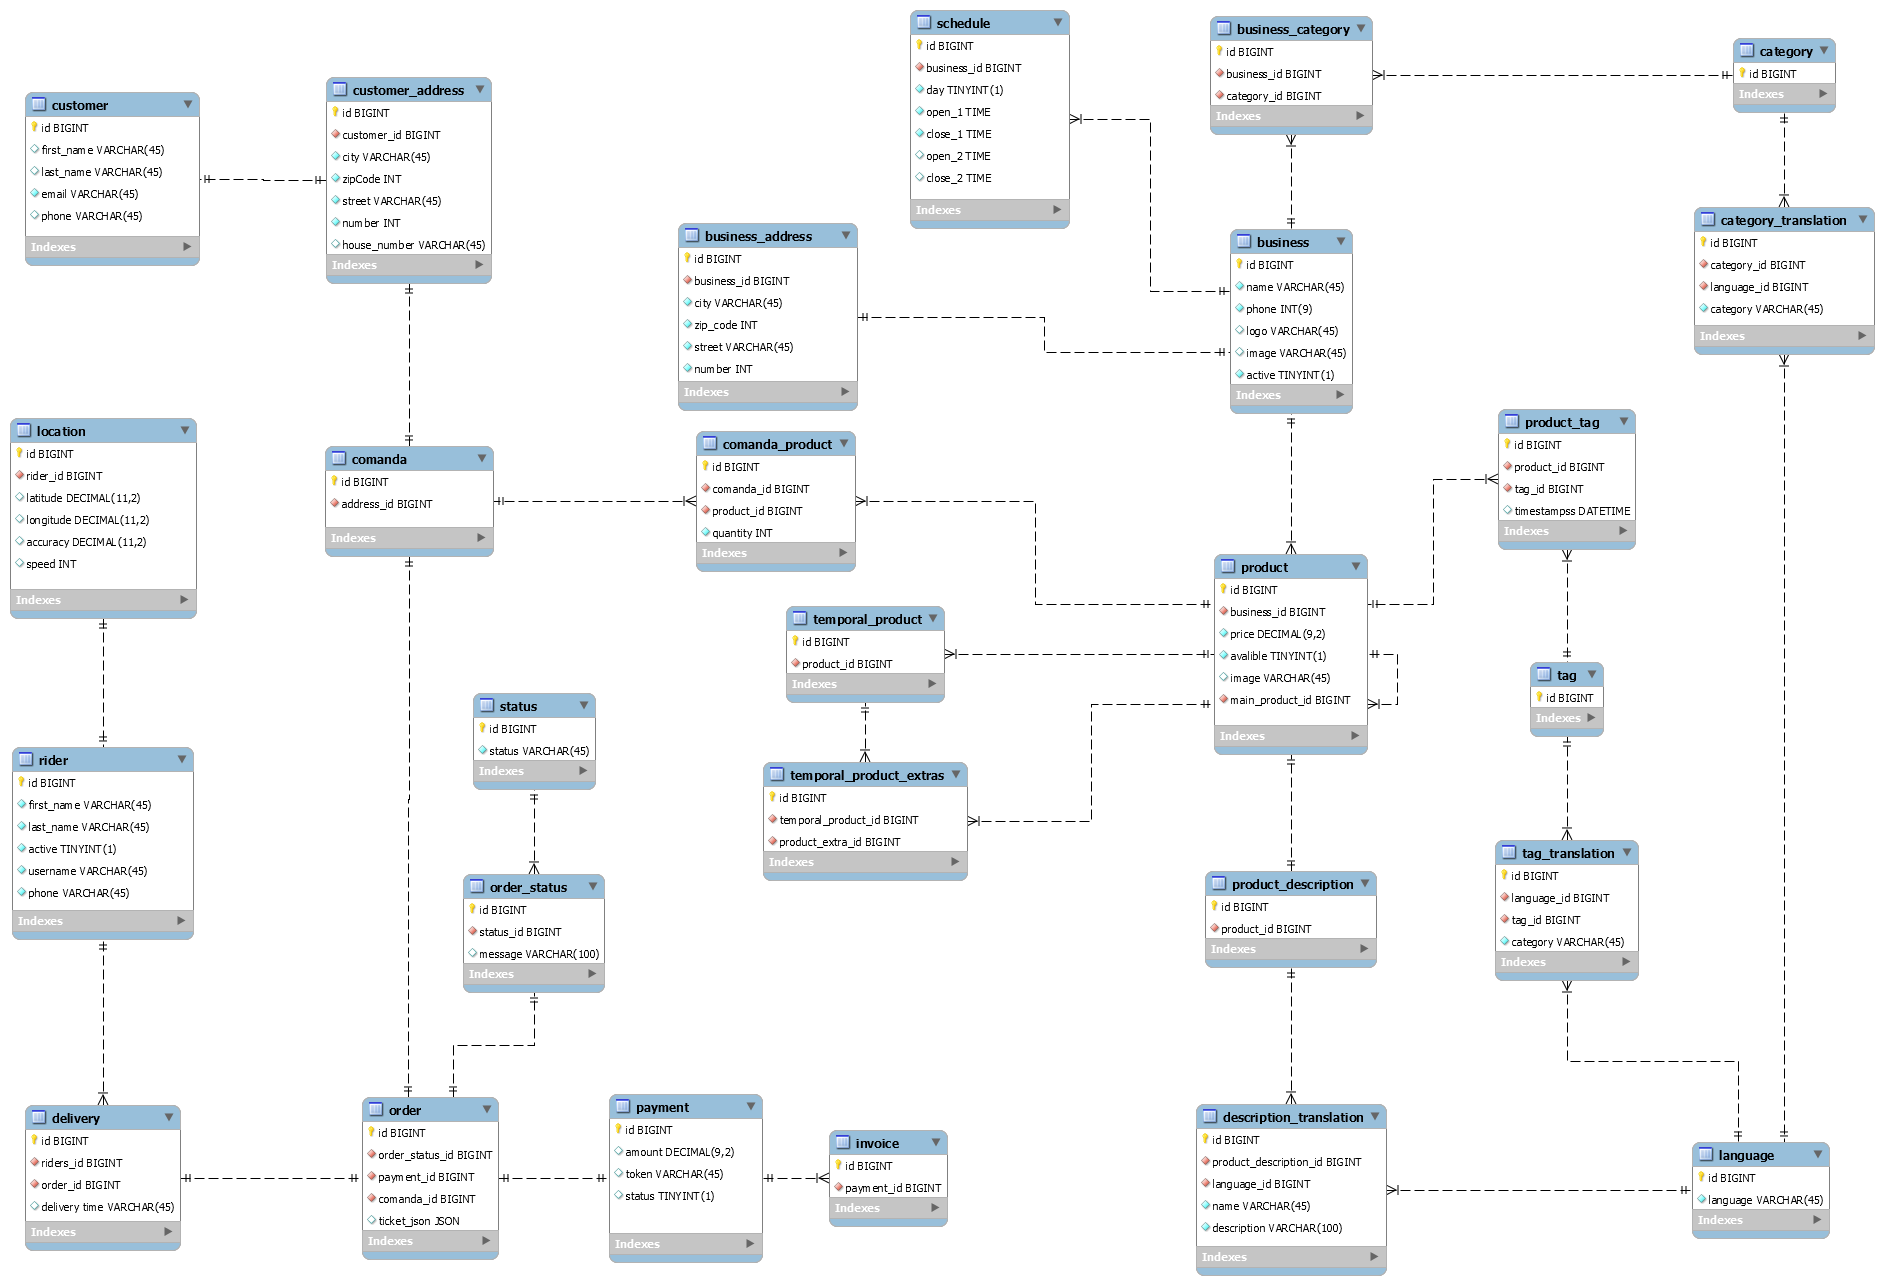 customer
id BIGINT
first_name VARCHAR(45)
last_name VARCHAR(45)
email VARCHAR(45)
phone VARCHAR(45)
Indexes
customer_address
id BIGINT
customer_id BIGINT
city VARCHAR(45)
zipCode INT
street VARCHAR(45)
number INT
house_number VARCHAR(45)
Indexes
schedule
id BIGINT
business_id BIGINT
day TINYINT(1)
open_1 TIME
close_1 TIME
open_2 TIME
close_2 TIME
Indexes
business_category
id BIGINT
business_id BIGINT
category_id BIGINT
Indexes
category
id BIGINT
Indexes
business_address
id BIGINT
business_id BIGINT
city VARCHAR(45)
zip_code INT
street VARCHAR(45)
number INT
Indexes
business
id BIGINT
name VARCHAR(45)
phone INT(9)
logo VARCHAR(45)
image VARCHAR(45)
active TINYINT(1)
Indexes
category_translation
id BIGINT
category_id BIGINT
language_id BIGINT
category VARCHAR(45)
Indexes
location
id BIGINT
rider_id BIGINT
latitude DECIMAL(11,2)
longitude DECIMAL(11,2)
accuracy DECIMAL(11,2)
speed INT
Indexes
comanda
id BIGINT
address_id BIGINT
Indexes
comanda_product
id BIGINT
comanda_id BIGINT
product_id BIGINT
quantity INT
Indexes
product_tag
id BIGINT
product_id BIGINT
tag_id BIGINT
timestampss DATETIME
Indexes
product
id BIGINT
business_id BIGINT
price DECIMAL(9,2)
avalible TINYINT(1)
image VARCHAR(45)
main_product_id BIGINT
Indexes
temporal_product
id BIGINT
product_id BIGINT
Indexes
tag
id BIGINT
Indexes
status
id BIGINT
status VARCHAR(45)
Indexes
temporal_product_extras
id BIGINT
temporal_product_id BIGINT
product_extra_id BIGINT
Indexes
rider
id BIGINT
first_name VARCHAR(45)
last_name VARCHAR(45)
active TINYINT(1)
username VARCHAR(45)
phone VARCHAR(45)
Indexes
order_status
id BIGINT
status_id BIGINT
message VARCHAR(100)
Indexes
product_description
id BIGINT
product_id BIGINT
Indexes
tag_translation
id BIGINT
language_id BIGINT
tag_id BIGINT
category VARCHAR(45)
Indexes
delivery
id BIGINT
riders_id BIGINT
order_id BIGINT
delivery time VARCHAR(45)
Indexes
order
id BIGINT
order_status_id BIGINT
payment_id BIGINT
comanda_id BIGINT
ticket_json JSON
Indexes
payment
id BIGINT
amount DECIMAL(9,2)
token VARCHAR(45)
status TINYINT(1)
Indexes
invoice
id BIGINT
payment_id BIGINT
Indexes
description_translation
id BIGINT
product_description_id BIGINT
language_id BIGINT
name VARCHAR(45)
description VARCHAR(100)
Indexes
language
id BIGINT
language VARCHAR(45)
Indexes